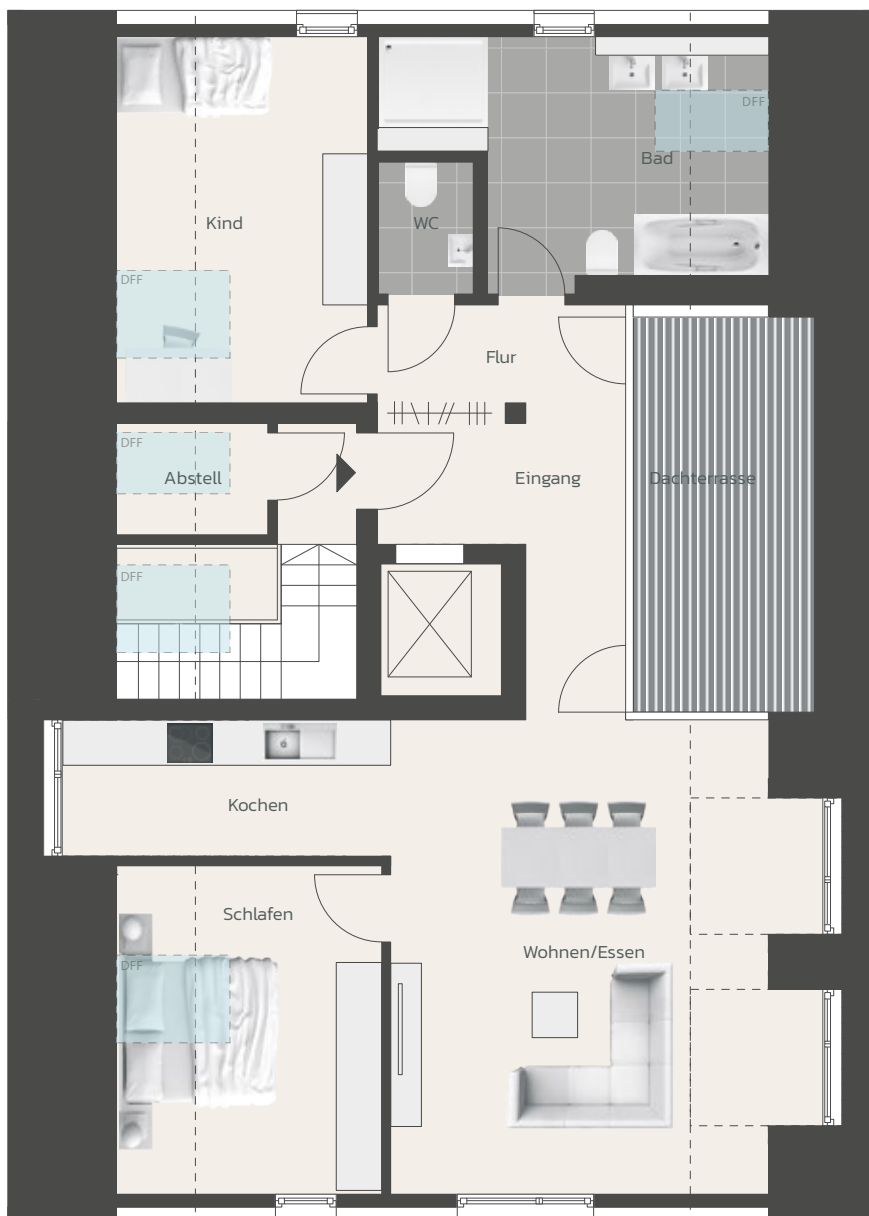 DFF
Bad
Kind
WC
DFF
Flur
DFF
Abstell
Eingang
Dachterrasse
DFF
Kochen
Schlafen
Wohnen/Essen
DFF